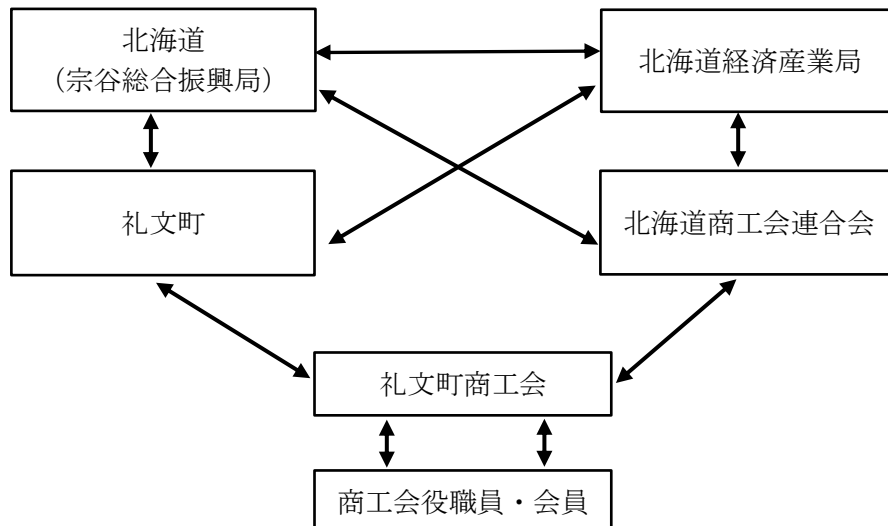 北海道
（宗谷総合振興局）
北海道経済産業局
礼文町
北海道商工会連合会
礼文町商工会
商工会役職員・会員